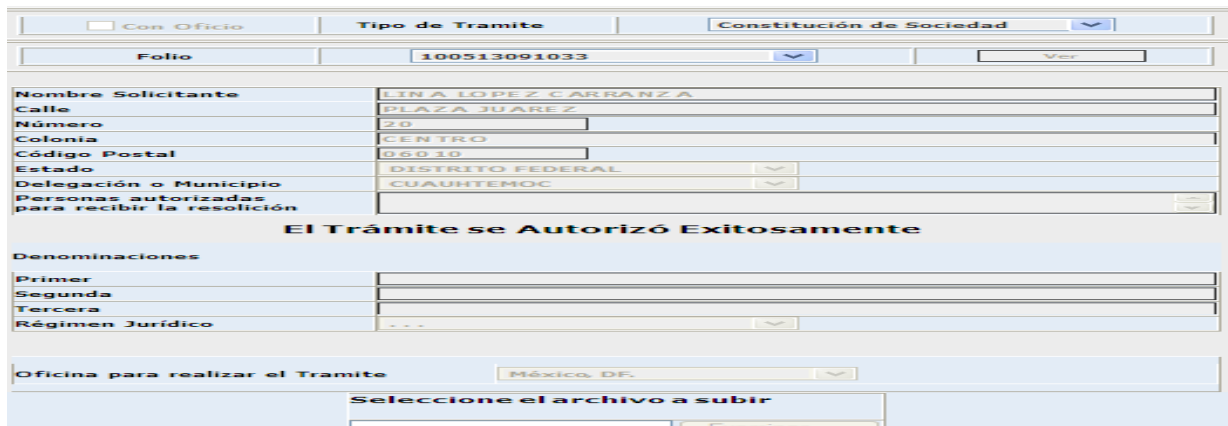 Con Oficio Tipo de Tramite Constitución de Sociedad
Folio 100513091033 Ver
Nombre Solicitante LINA LOPEZ CARRANZA
Calle PLAZA JUAREZ
Número 20
Colonia CENTRO
Código Postal 06010
Estado DISTRITO FEDERAL
Delegación o Municipio CUAUHTEMOC
Personas autorizadas
para recibir la resolición
El Trámite se Autorizó Exitosamente
Denominaciones
Primer
Segunda
Tercera
Régimen Jurídico ...
Oficina para realizar el Tramite México, DF.
Seleccione el archivo a subir